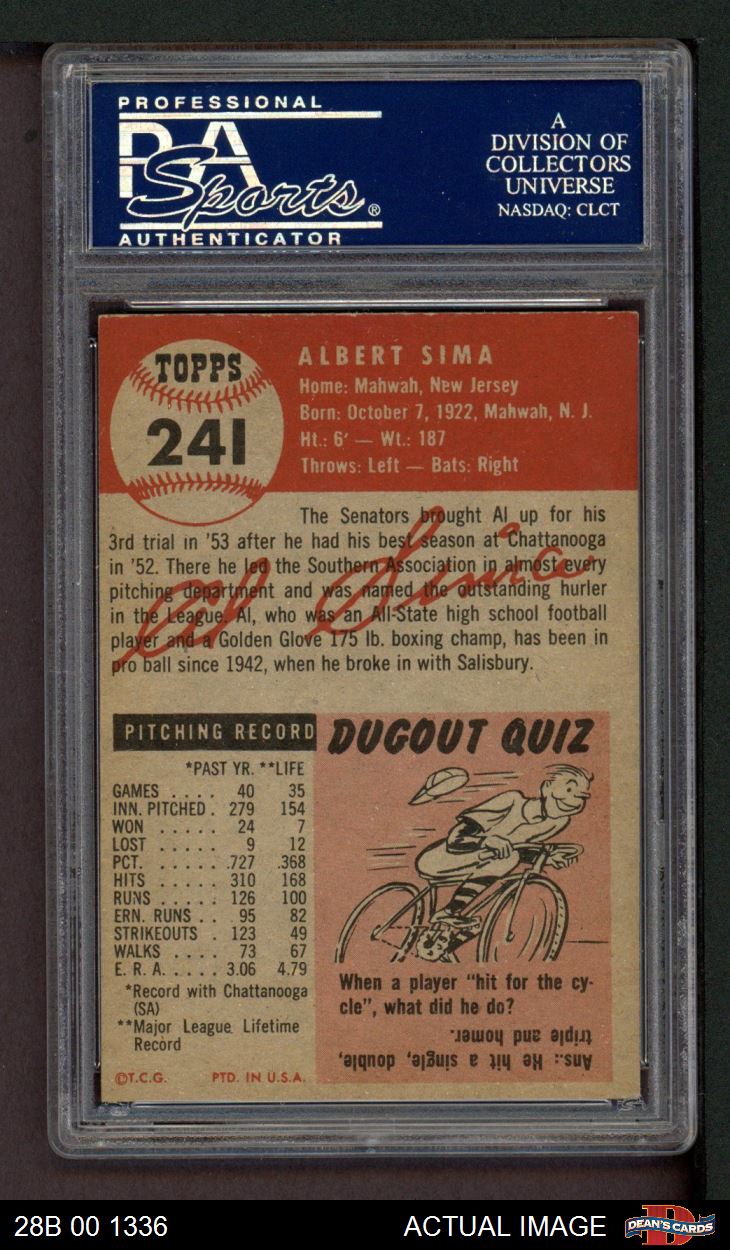 PROFESSIONAL
PSA
Sports®
AUTHENTICATOR
A
DIVISION OF
COLLECTORS
UNIVERSE
NASDAQ: CLCT
TOPPS
241
ALBERT SIMA
Home: Mahwah, New Jersey
Born: October 7, 1922, Mahwah, N. J.
Ht.: 6' — Wt.: 187
Throws: Left — Bats: Right
The Senators brought Al up for his
3rd trial in '53 after he had his best season at Chattanooga
in '52. There he led the Southern Association in almost every
pitching department and was named the outstanding hurler
in the League. Al, who was an All-State high school football
player and a Golden Glove 175 lb. boxing champ, has been in
pro ball since 1942, when he broke in with Salisbury.
Al Sima
PITCHING RECORD
*PAST YR. **LIFE
GAMES . . . . 40 35
INN. PITCHED . 279 154
WON . . . . . 24 7
LOST . . . . . 9 12
PCT. . . . . . .727 .368
HITS . . . . . 310 168
RUNS . . . . . 126 100
ERN. RUNS . . 95 82
STRIKEOUTS . 123 49
WALKS . . . . 73 67
E. R. A. . . . . . 3.06 4.79
*Record with Chattanooga
(SA)
**Major League Lifetime
Record
©T.C.G. PTD. IN U.S.A.
DUGOUT QUIZ
When a player "hit for the cy-
cle", what did he do?
Ans.: He hit a single, double,
triple and homer.
28B 00 1336
ACTUAL IMAGE
DEAN'S CARDS